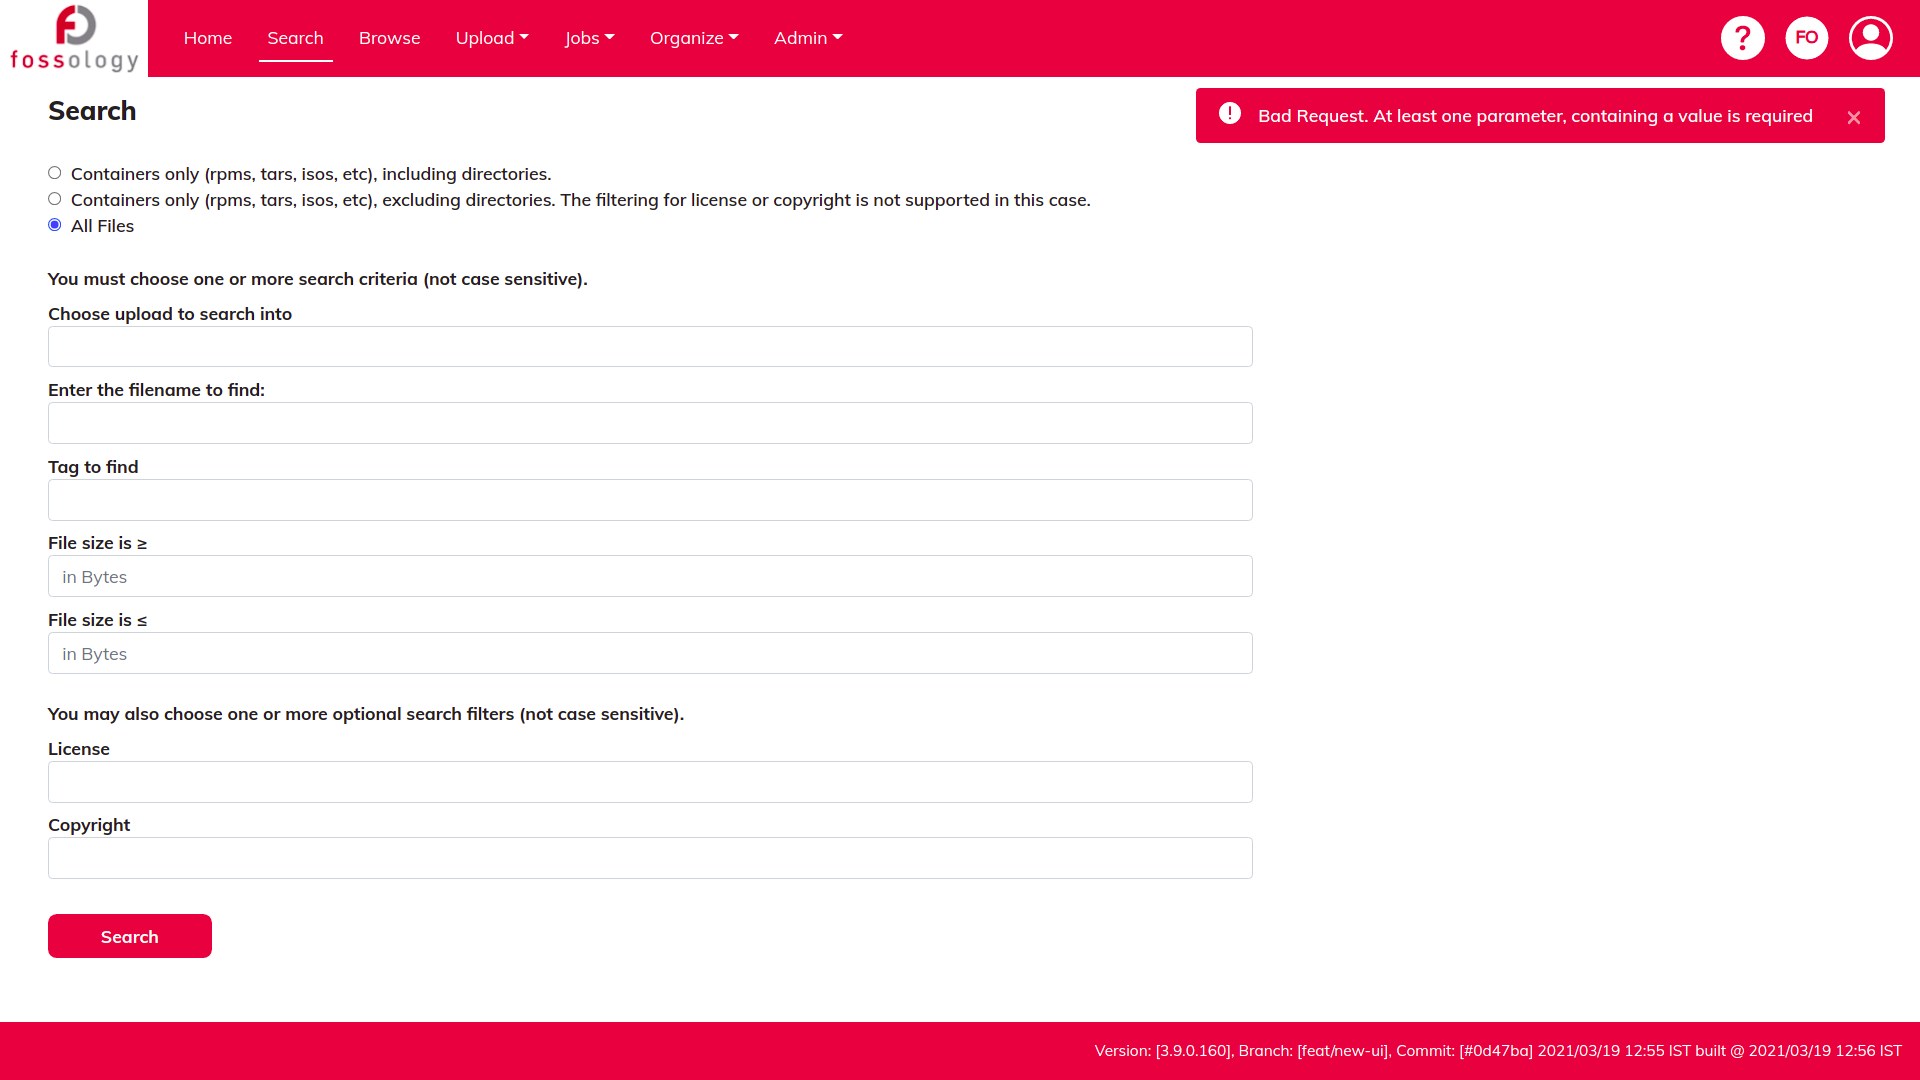 fossology
Home Search Browse Upload Jobs Organize Admin ? FO
Search
! Bad Request. At least one parameter, containing a value is required ×
Containers only (rpms, tars, isos, etc), including directories.
Containers only (rpms, tars, isos, etc), excluding directories. The filtering for license or copyright is not supported in this case.
All Files
You must choose one or more search criteria (not case sensitive).
Choose upload to search into
Enter the filename to find:
Tag to find
File size is ≥
in Bytes
File size is ≤
in Bytes
You may also choose one or more optional search filters (not case sensitive).
License
Copyright
Search
Version: [3.9.0.160], Branch: [feat/new-ui], Commit: [#0d47ba] 2021/03/19 12:55 IST built @ 2021/03/19 12:56 IST